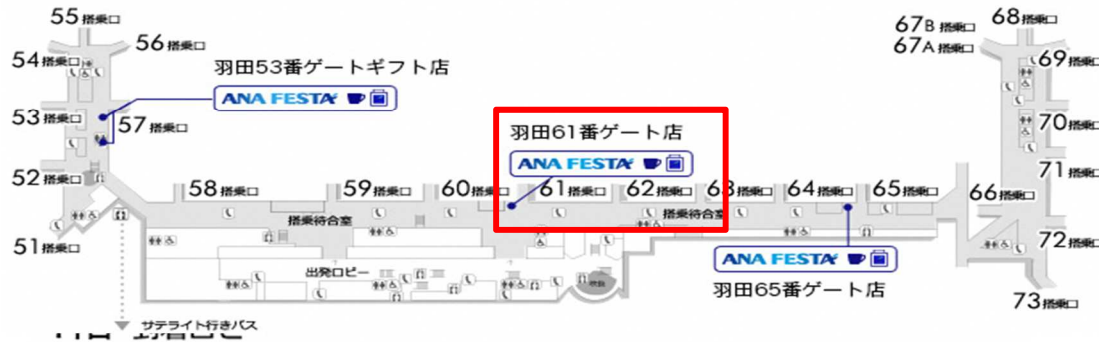 55搭乗口
56搭乗口
54搭乗口
羽田53番ゲートギフト店
ANA FESTA
53搭乗口
57搭乗口
52搭乗口
51搭乗口
58搭乗口
59搭乗口
60搭乗口
羽田61番ゲート店
ANA FESTA
61搭乗口
62搭乗口
63搭乗口
64搭乗口
65搭乗口
搭乗待合室
搭乗待合室
出発ロビー
ANA FESTA
羽田65番ゲート店
67B搭乗口
67A搭乗口
68搭乗口
69搭乗口
70搭乗口
71搭乗口
66搭乗口
72搭乗口
73搭乗口
サテライト行きバス